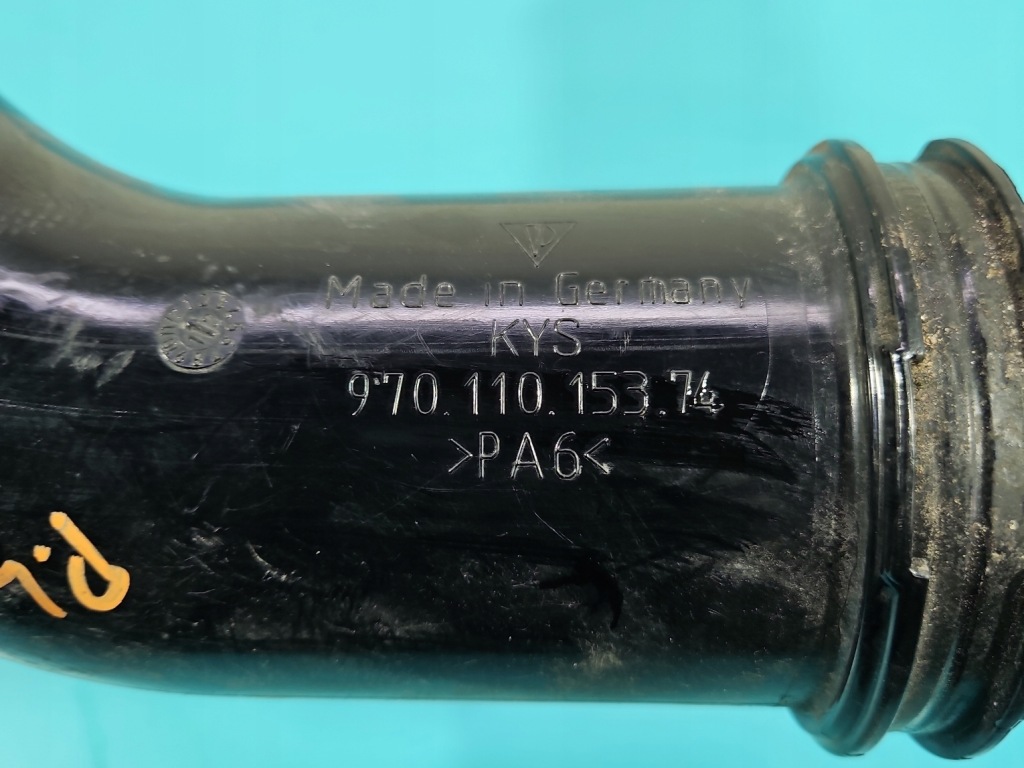 Made in Germany
KYS
970.110.153.74
>PA6<